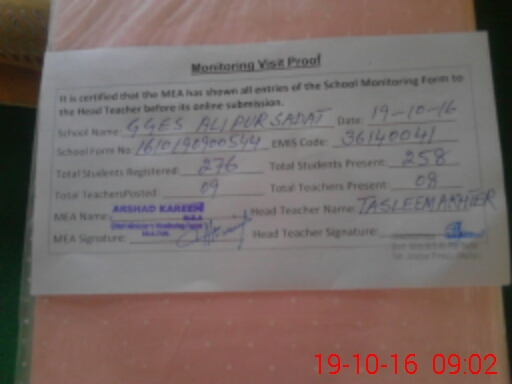 Monitoring Visit Proof
It is certified that the MEA has shown all entries of the School Monitoring Form to
the Head Teacher before its online submission.
School Name: GGES ALIPUR SADAT Date: 19-10-16
School Form No: 1610190900544 EMIS Code: 36140041
Total Students Registered: 276 Total Students Present: 258
Total TeachersPosted: 09 Total Teachers Present: 08
MEA Name: ARSHAD KAREEM Head Teacher Name: TASLEEM AKHTER
MEA Signature: Head Teacher Signature:
19-10-16 09:02